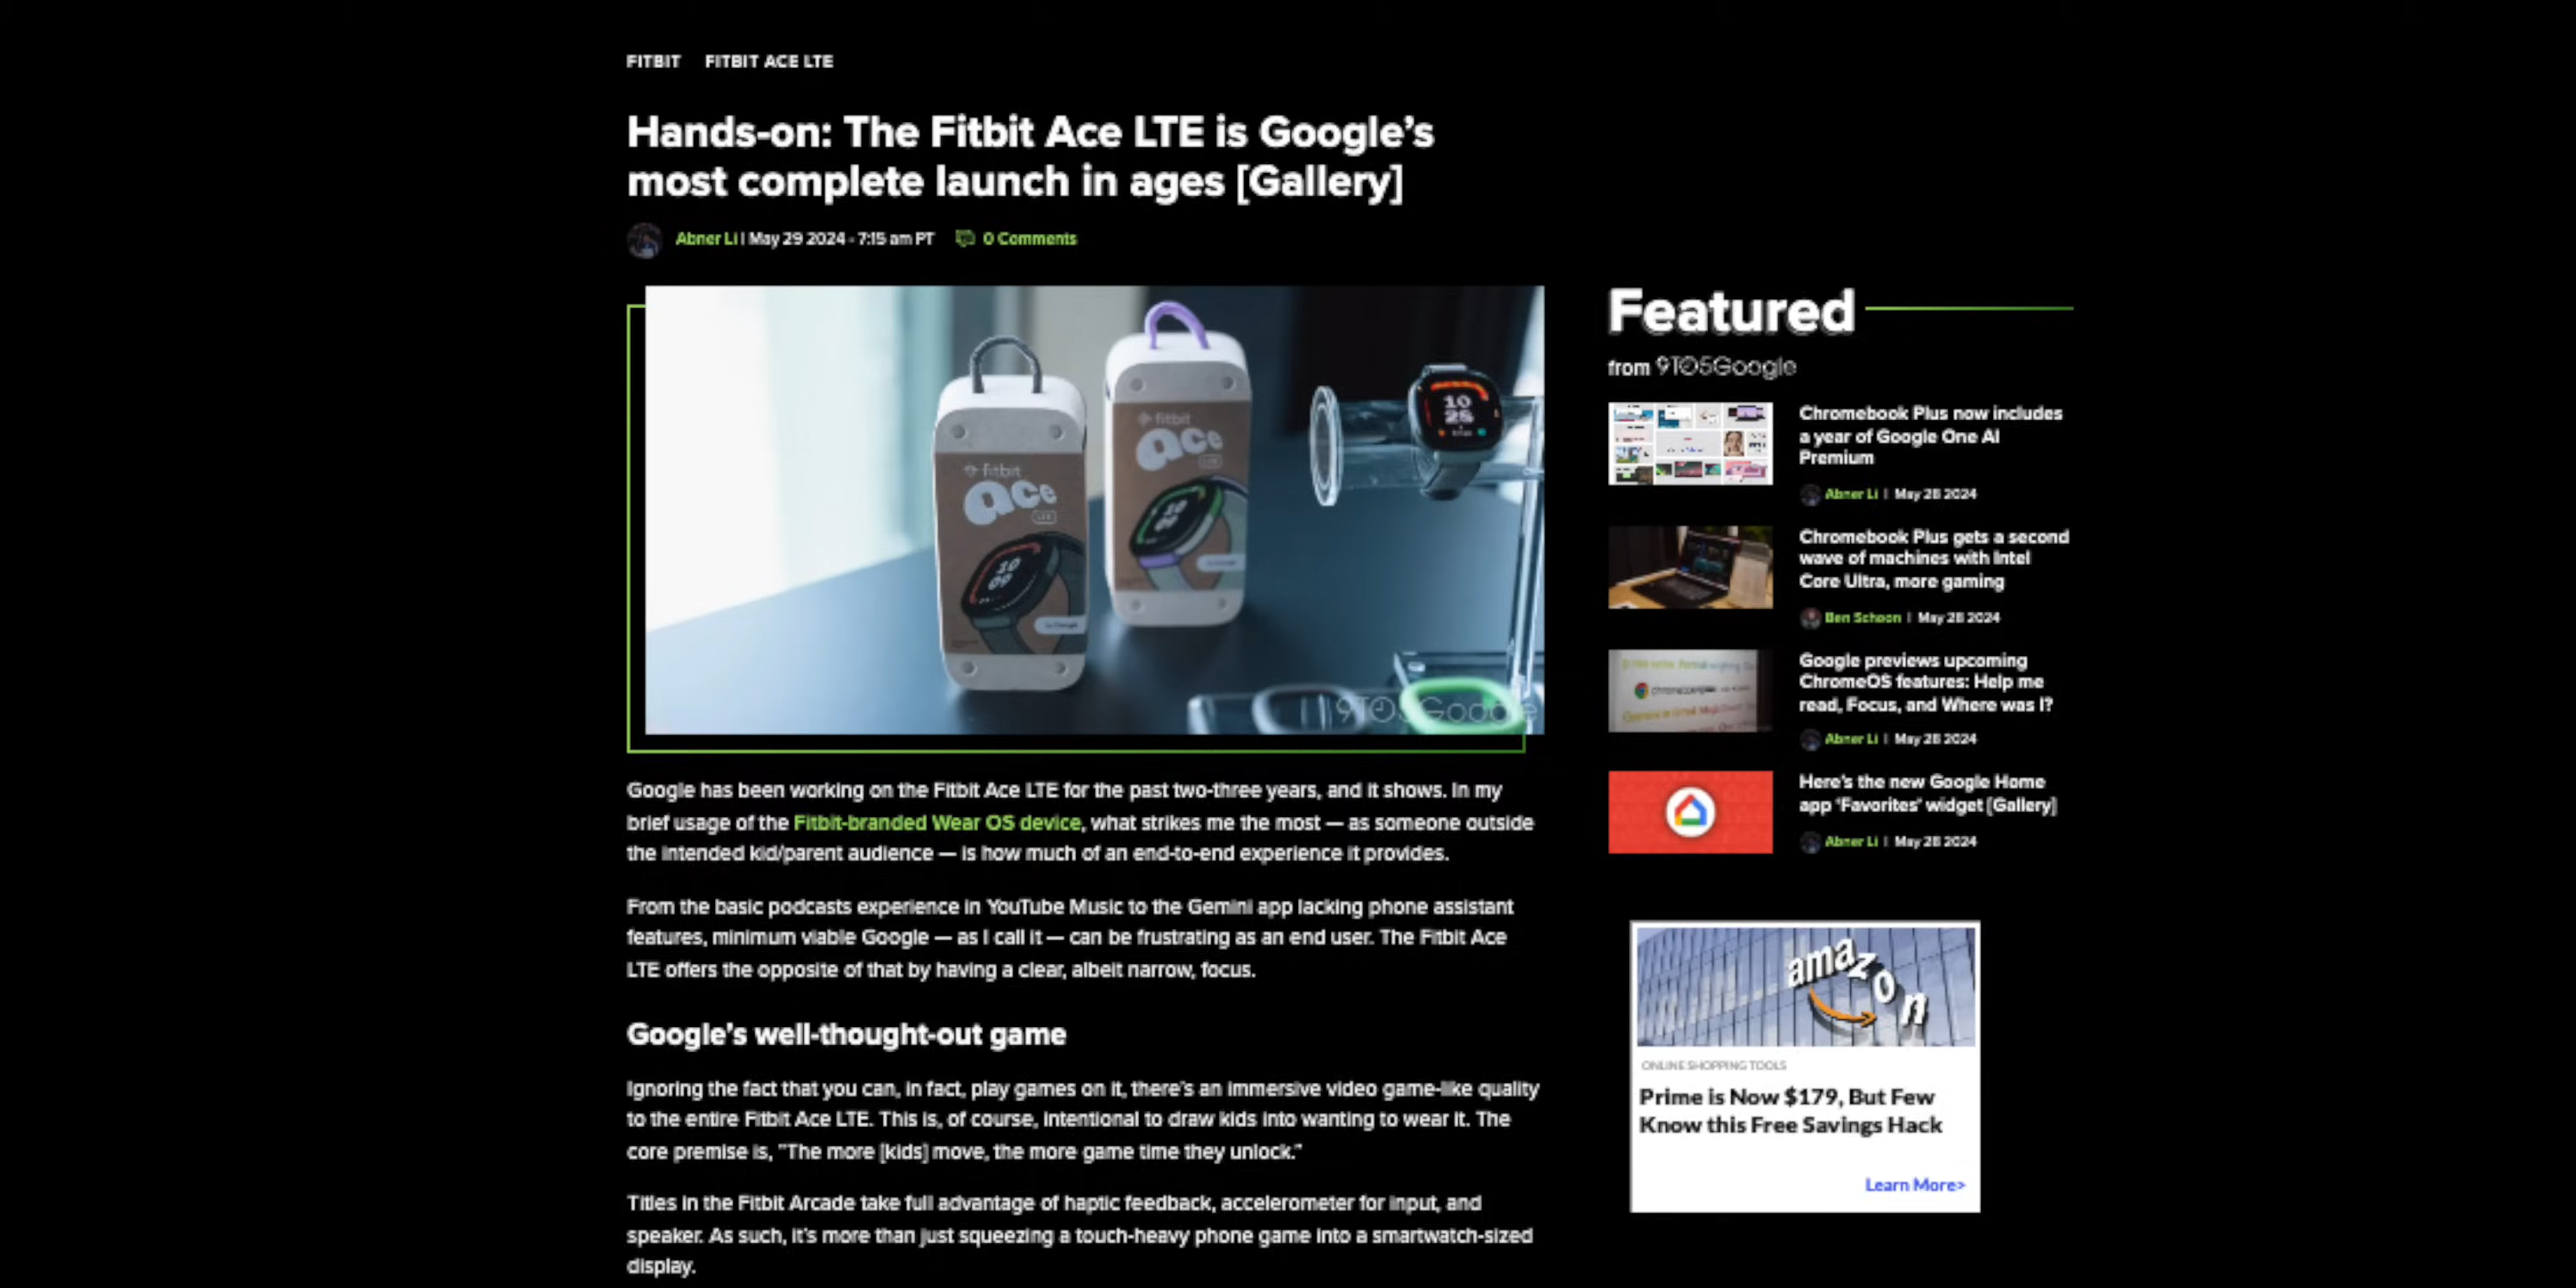 FITBIT FITBIT ACE LTE
Hands-on: The Fitbit Ace LTE is Google's
most complete launch in ages [Gallery]
Abner Li | May 29 2024 - 7:15 am PT 0 Comments
fitbit
ace
LTE
10
09
fitbit
ace
LTE
10
09
10
28
9TO5Google
Google has been working on the Fitbit Ace LTE for the past two-three years, and it shows. In my
brief usage of the Fitbit-branded Wear OS device, what strikes me the most — as someone outside
the intended kid/parent audience — is how much of an end-to-end experience it provides.
From the basic podcasts experience in YouTube Music to the Gemini app lacking phone assistant
features, minimum viable Google — as I call it — can be frustrating as an end user. The Fitbit Ace
LTE offers the opposite of that by having a clear, albeit narrow, focus.
Google's well-thought-out game
Ignoring the fact that you can, in fact, play games on it, there's an immersive video game-like quality
to the entire Fitbit Ace LTE. This is, of course, intentional to draw kids into wanting to wear it. The
core premise is, "The more [kids] move, the more game time they unlock."
Titles in the Fitbit Arcade take full advantage of haptic feedback, accelerometer for input, and
speaker. As such, it's more than just squeezing a touch-heavy phone game into a smartwatch-sized
display.
Featured
from 9TO5Google
Chromebook Plus now includes
a year of Google One AI
Premium
Abner Li | May 28 2024
Chromebook Plus gets a second
wave of machines with Intel
Core Ultra, more gaming
Ben Schoon | May 28 2024
Google previews upcoming
ChromeOS features: Help me
read, Focus, and Where was I?
Abner Li | May 28 2024
Here's the new Google Home
app 'Favorites' widget [Gallery]
Abner Li | May 28 2024
amazon
ONLINE SHOPPING TOOLS
Prime is Now $179, But Few
Know this Free Savings Hack
Learn More>